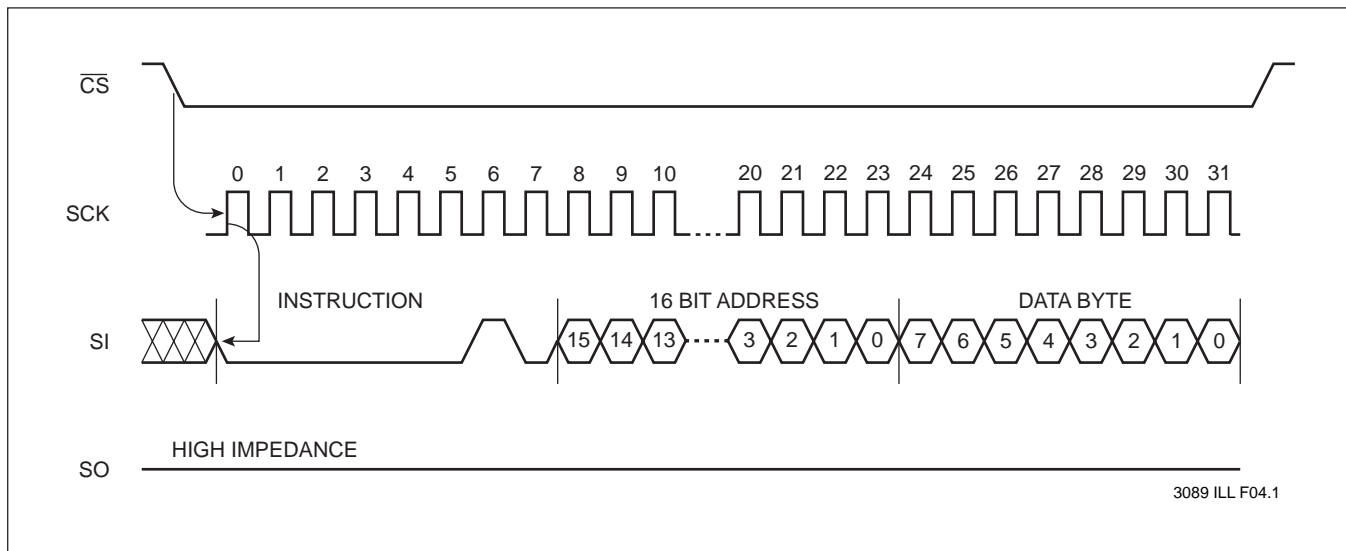 CS
0 1 2 3 4 5 6 7 8 9 10 20 21 22 23 24 25 26 27 28 29 30 31
SCK
INSTRUCTION 16 BIT ADDRESS DATA BYTE
SI 15 14 13 3 2 1 0 7 6 5 4 3 2 1 0
HIGH IMPEDANCE
SO
3089 ILL F04.1